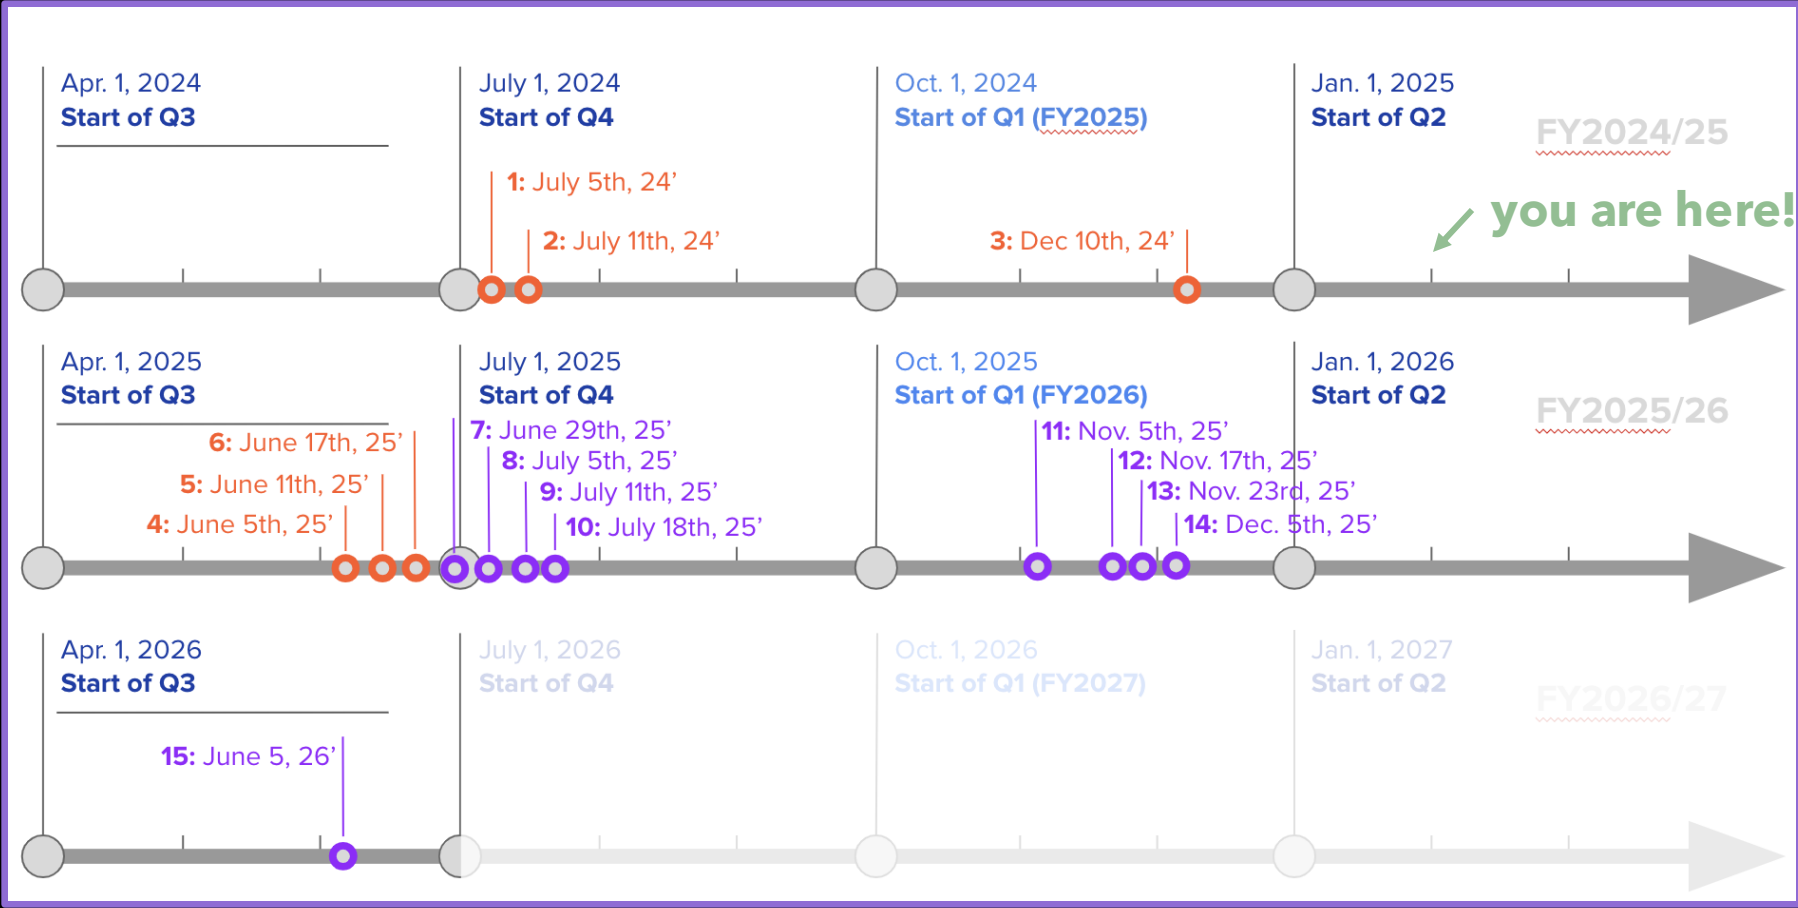 Apr. 1, 2024
Start of Q3
July 1, 2024
Start of Q4
Oct. 1, 2024
Start of Q1 (FY2025)
Jan. 1, 2025
Start of Q2
FY2024/25
1: July 5th, 24’
2: July 11th, 24’
3: Dec 10th, 24’
you are here!
Apr. 1, 2025
Start of Q3
July 1, 2025
Start of Q4
Oct. 1, 2025
Start of Q1 (FY2026)
Jan. 1, 2026
Start of Q2
FY2025/26
6: June 17th, 25’
5: June 11th, 25’
4: June 5th, 25’
7: June 29th, 25’
8: July 5th, 25’
9: July 11th, 25’
10: July 18th, 25’
11: Nov. 5th, 25’
12: Nov. 17th, 25’
13: Nov. 23rd, 25’
14: Dec. 5th, 25’
Apr. 1, 2026
Start of Q3
July 1, 2026
Start of Q4
Oct. 1, 2026
Start of Q1 (FY2027)
Jan. 1, 2027
Start of Q2
FY2026/27
15: June 5, 26’